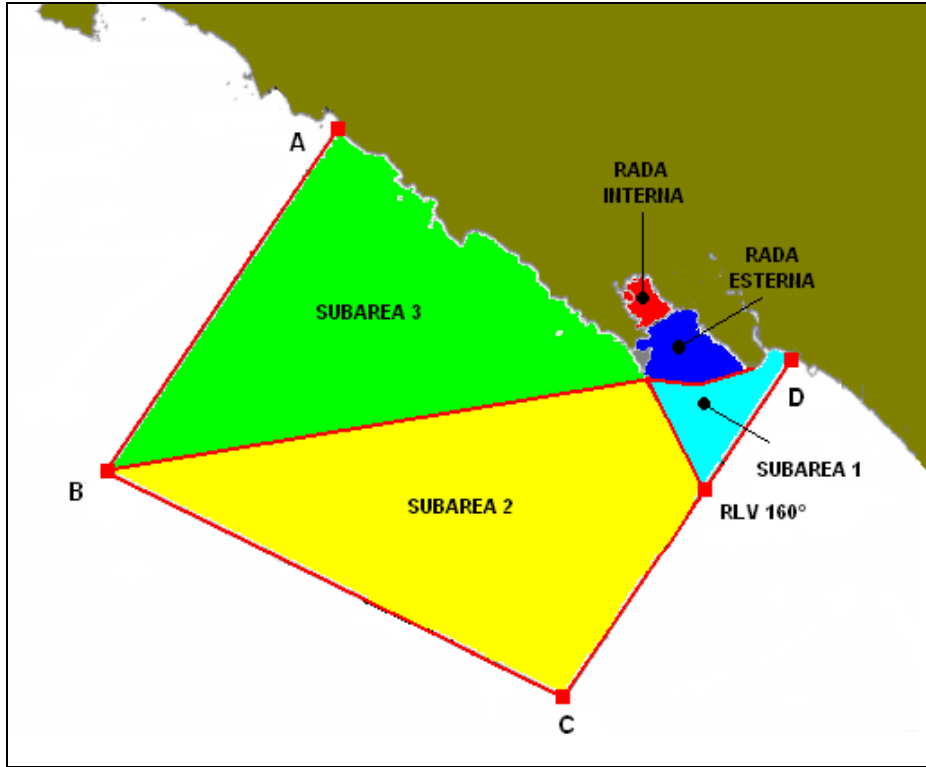 A
RADA
INTERNA
RADA
ESTERNA
SUBAREA 3
D
SUBAREA 1
B
SUBAREA 2
RLV 160°
C